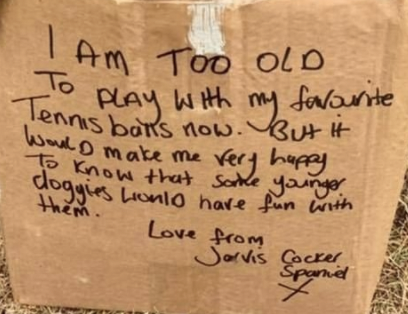 I AM TOO OLD
To PLAY With my favourite
Tennis balls now. But it
would make me very happy
To know that some younger
doggies would have fun with
them.
Love from
Jarvis Cocker
Spaniel
X